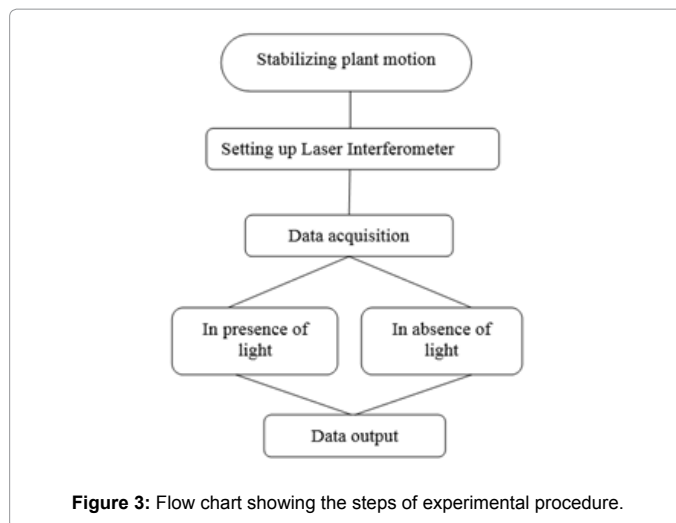 Stabilizing plant motion
Setting up Laser Interferometer
Data acquisition
In presence of
light
In absence of
light
Data output
Figure 3: Flow chart showing the steps of experimental procedure.